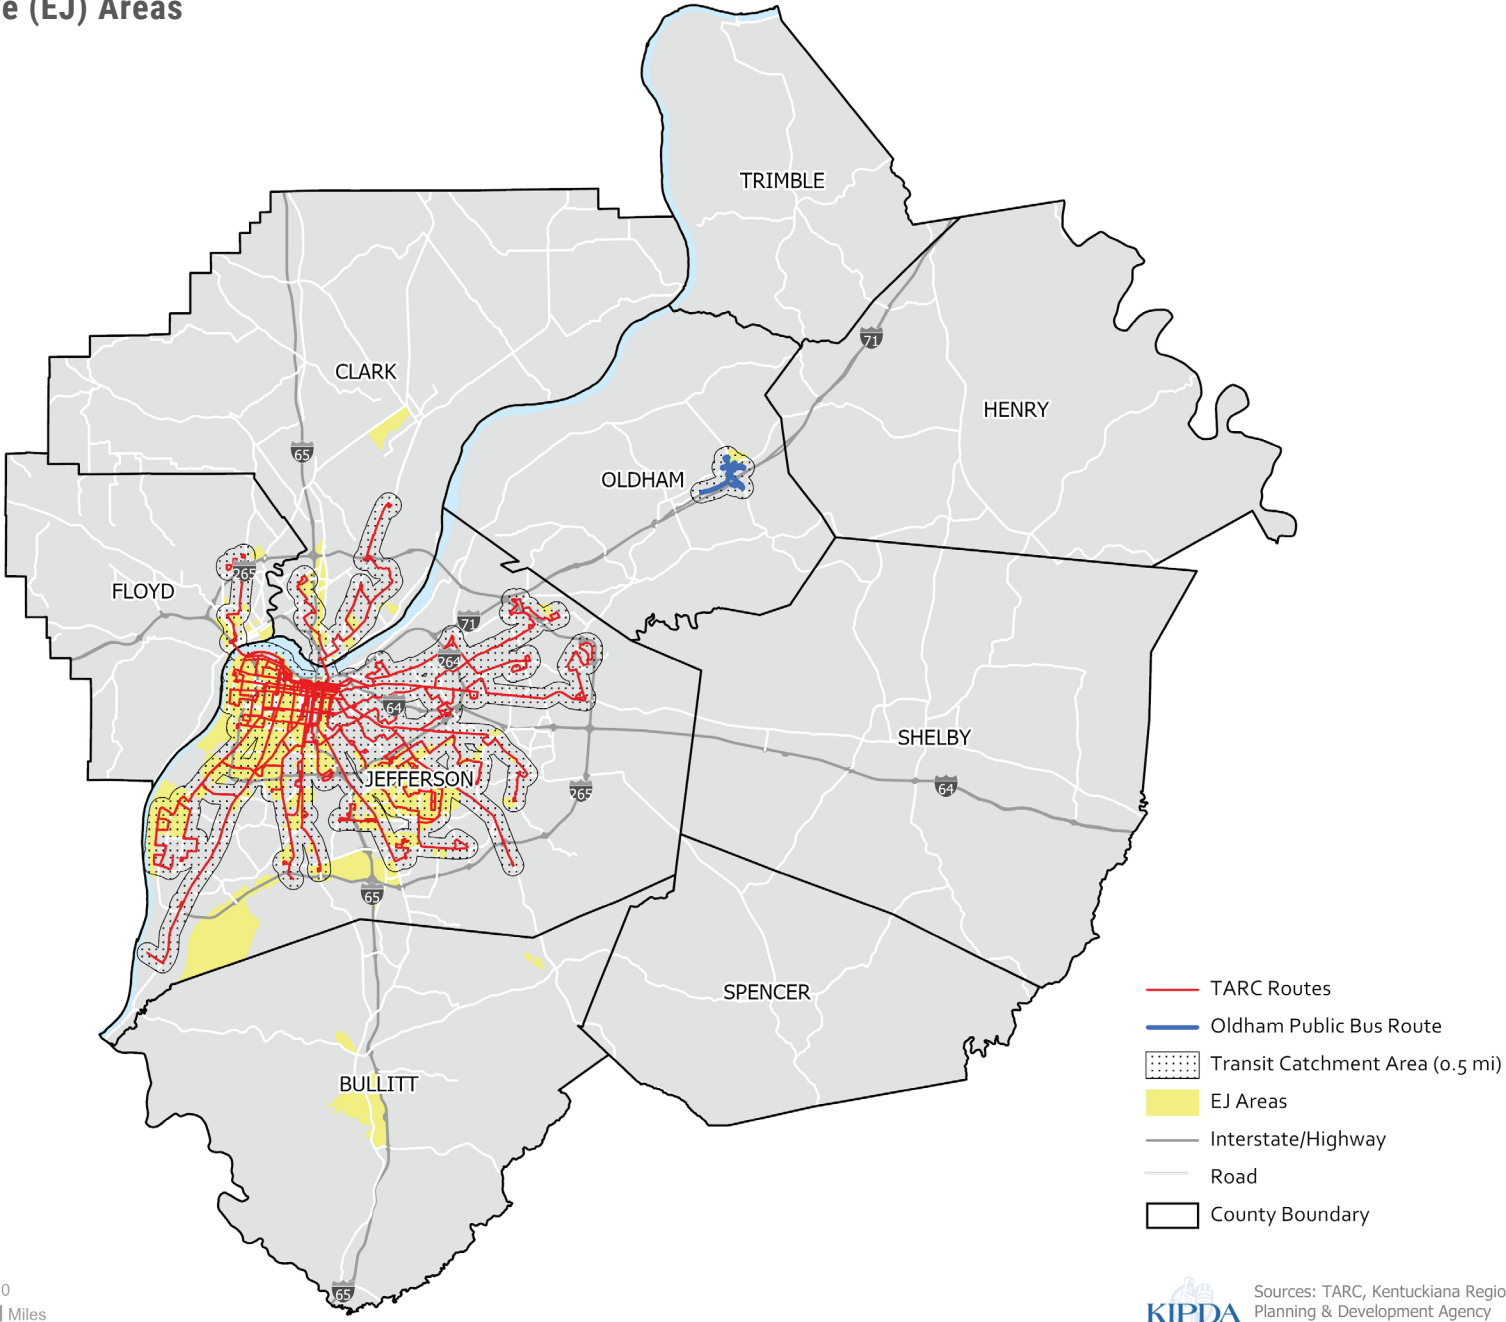 e (EJ) Areas
TRIMBLE
71
CLARK
HENRY
65
OLDHAM
265
FLOYD
71
264
64
SHELBY
JEFFERSON
64
265
65
SPENCER
BULLITT
65
TARC Routes
Oldham Public Bus Route
Transit Catchment Area (0.5 mi)
EJ Areas
Interstate/Highway
Road
County Boundary
0
Miles
KIPDA
Sources: TARC, Kentuckiana Regio
Planning & Development Agency